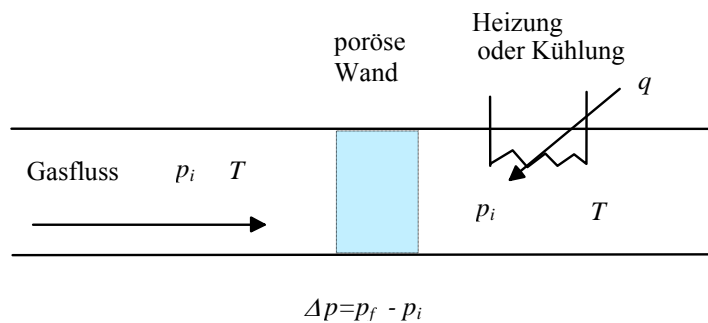 Heizung
oder Kühlung
poröse
Wand
q
Gasfluss p_i T
p_i T
Δp=p_f - p_i